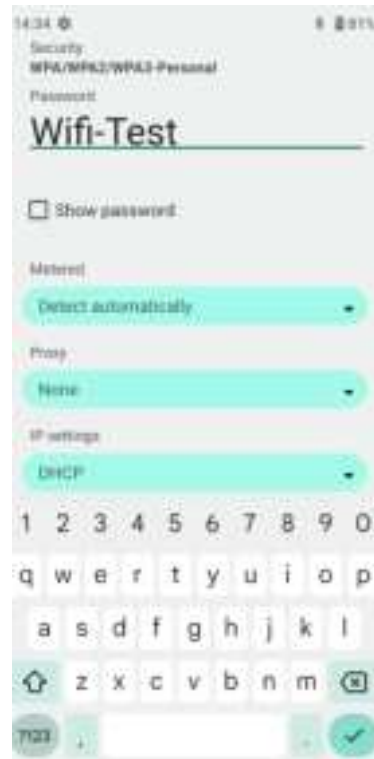 14:34
Security
WPA/WPA2/WPA3-Personal
Password
Wifi-Test
Show password
Metered
Detect automatically
Proxy
None
IP settings
DHCP
1 2 3 4 5 6 7 8 9 0
q w e r t y u i o p
a s d f g h j k l
z x c v b n m
?123 , .